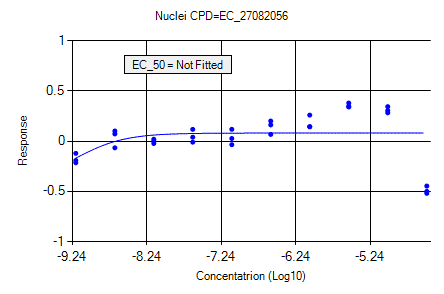 Nuclei CPD=EC_27082056
1
0.5
0
-0.5
-1
EC_50 = Not Fitted
Response
-9.24 -8.24 -7.24 -6.24 -5.24
Concentatrion (Log10)